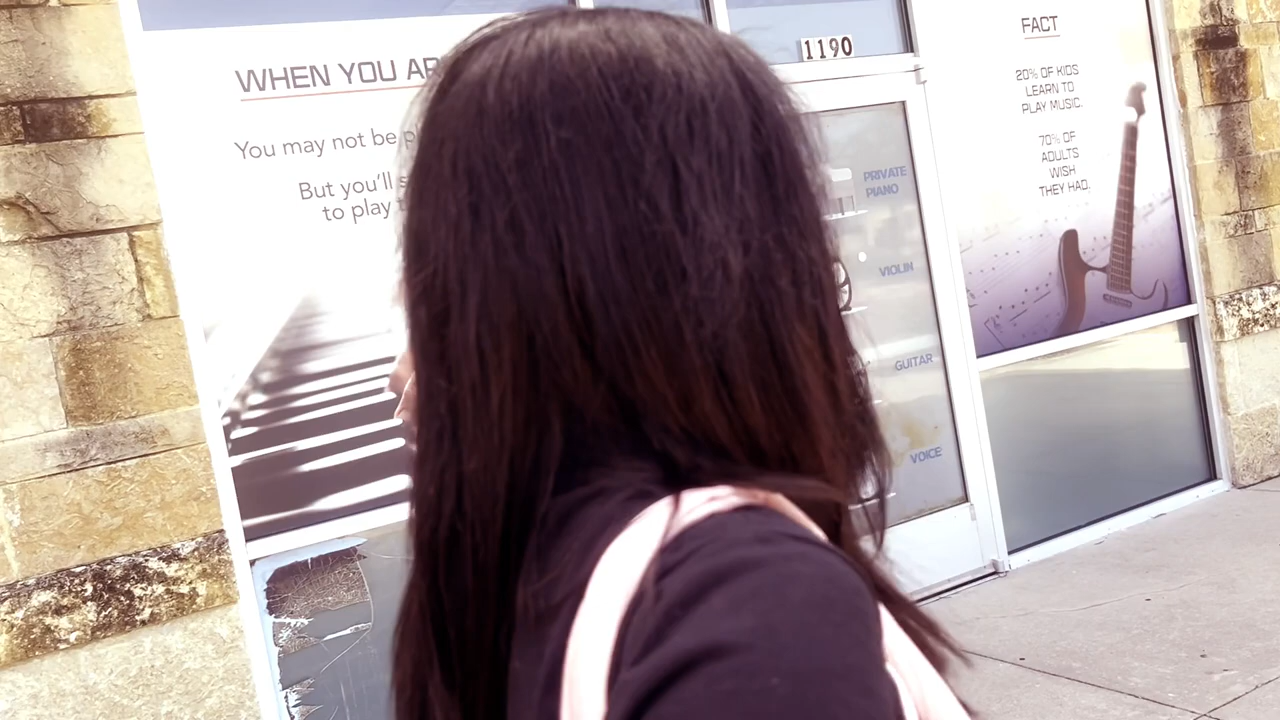 WHEN YOU
You may not be
But you'll
to play
1190
PRIVATE
PIANO
VIOLIN
GUITAR
VOICE
FACT
20% OF KIDS
LEARN TO
PLAY MUSIC.
70% OF
ADULTS
WISH
THEY HAD.